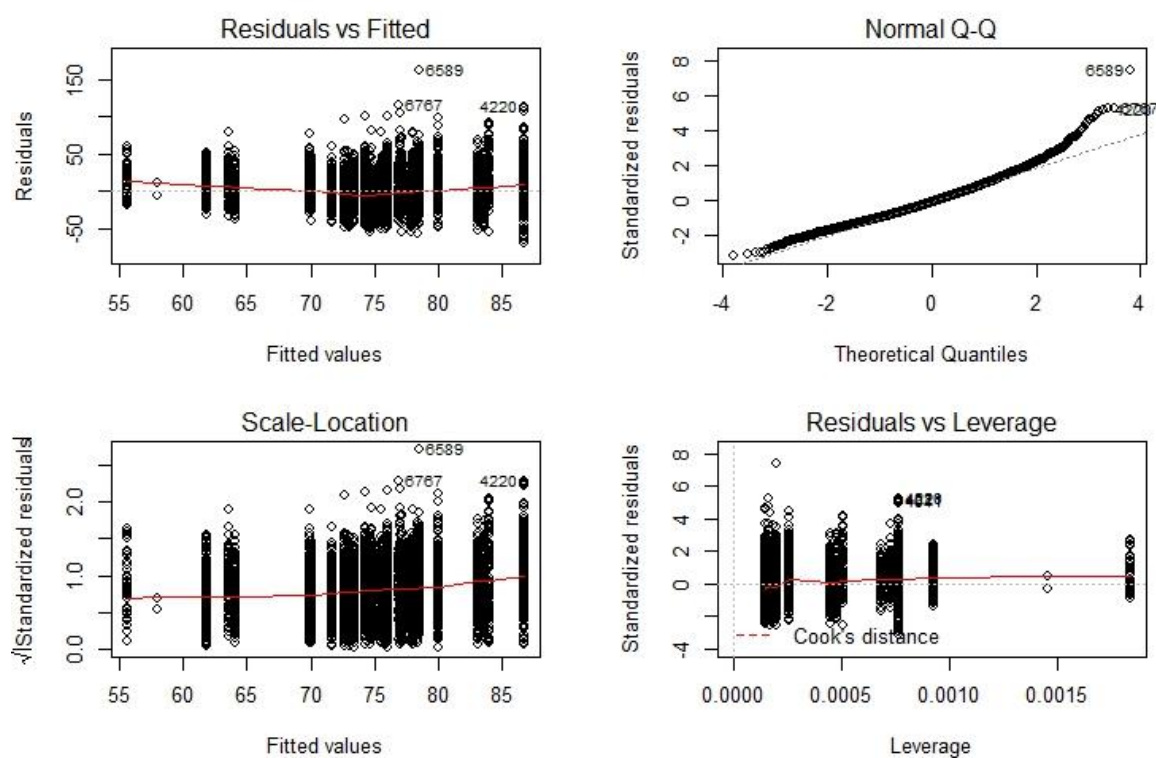 Residuals vs Fitted
Residuals
150
50
-50
6589
6767
4220
55 60 65 70 75 80 85
Fitted values
Normal Q-Q
Standardized residuals
8
6
4
2
0
-2
6589
-4 -2 0 2 4
Theoretical Quantiles
Scale-Location
√|Standardized residuals|
2.0
1.0
0.0
6589
6767
4220
55 60 65 70 75 80 85
Fitted values
Residuals vs Leverage
Standardized residuals
8
6
4
2
0
-4
Cook's distance
0.0000 0.0005 0.0010 0.0015
Leverage